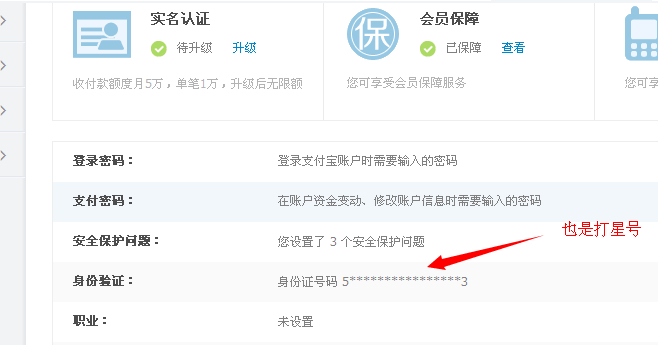 实名认证
待升级 升级
收付款额度月5万，单笔1万，升级后无限额
保
会员保障
已保障 查看
您可享受会员保障服务
您可
登录密码： 登录支付宝账户时需要输入的密码
支付密码： 在账户资金变动、修改账户信息时需要输入的密码
安全保护问题： 您设置了 3 个安全保护问题
也是打星号
身份验证： 身份证号码 5****************3
职业： 未设置